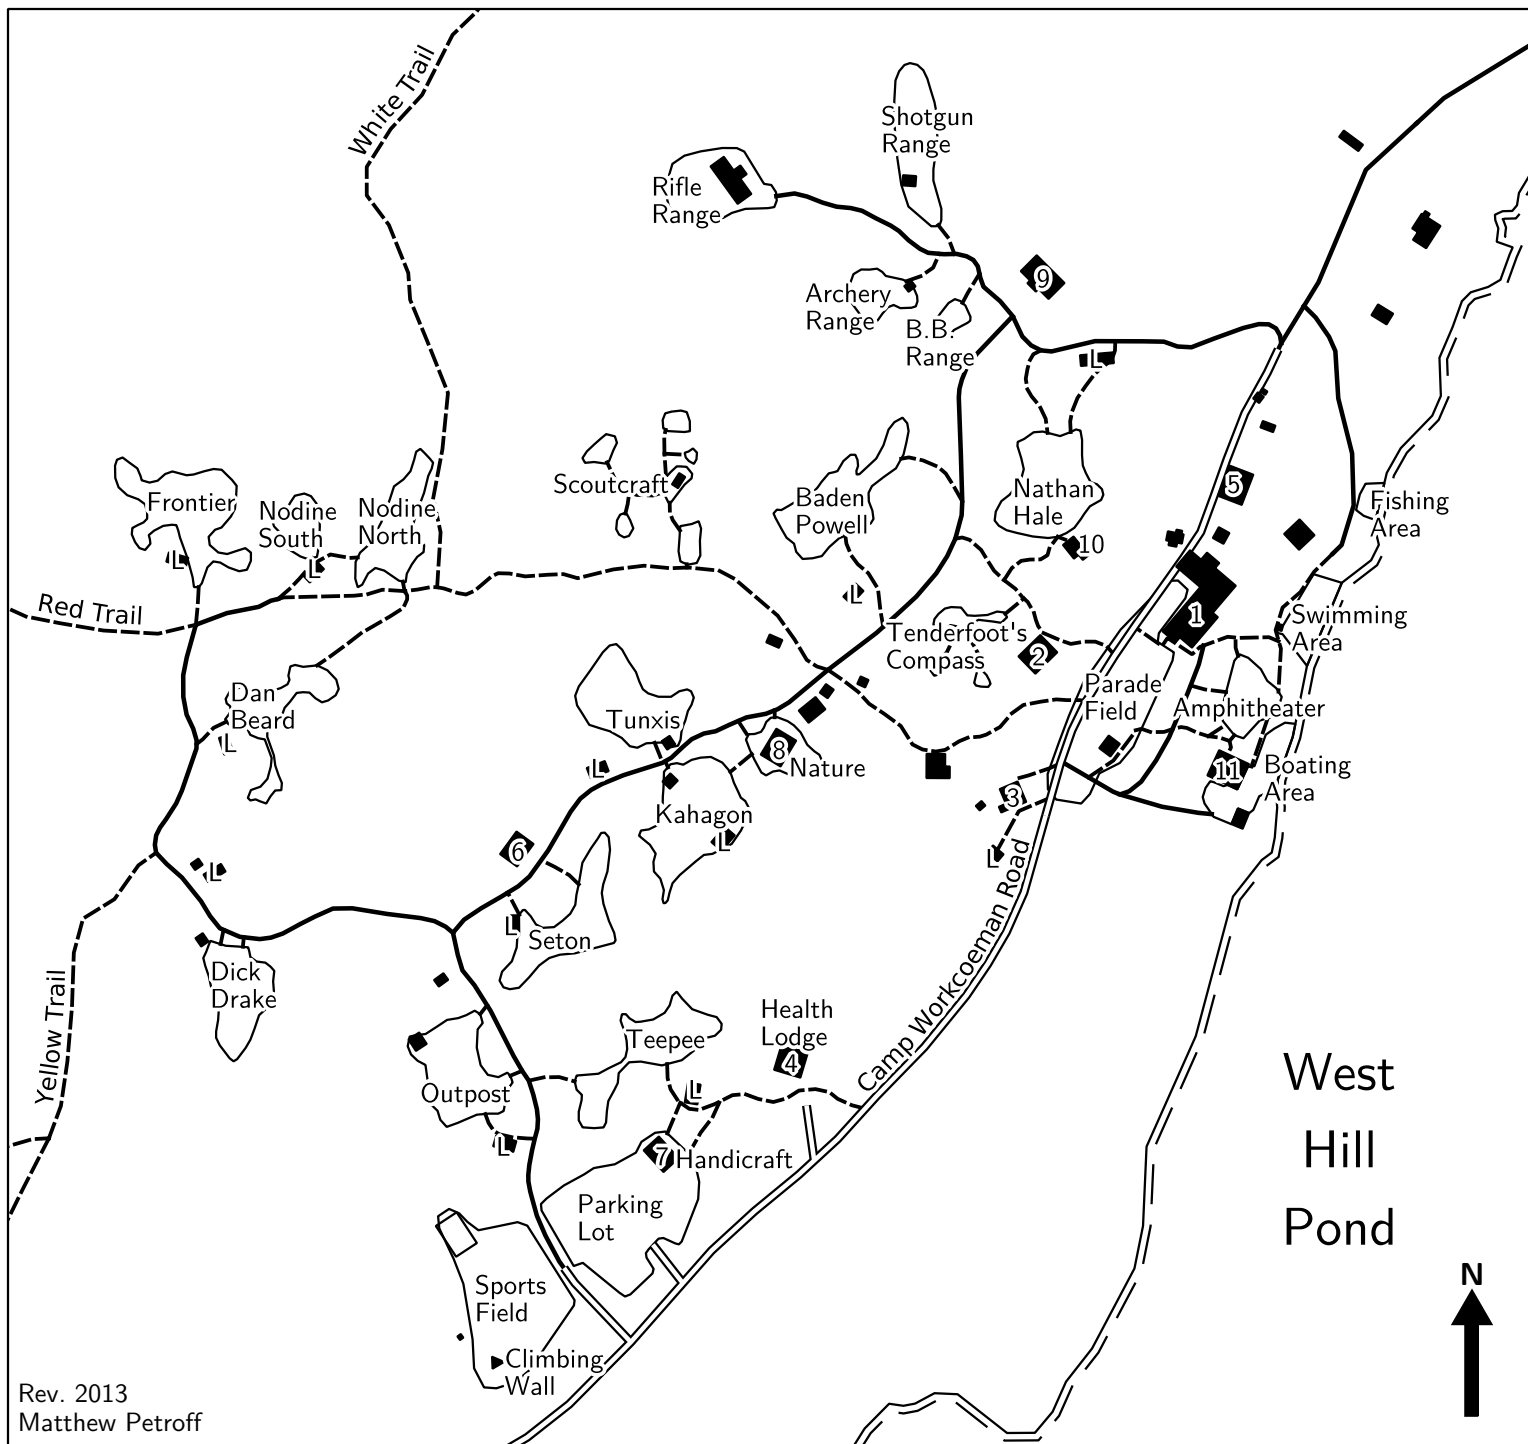 White Trail
Shotgun
Range
Rifle
Range
9
Archery
Range
B.B.
Range
L
Scoutcraft
Frontier
Nodine
South
Nodine
North
Baden
Powell
Nathan
Hale
5
Fishing
Area
10
L
L
L
Red Trail
Tenderfoot's
Compass
1
Swimming
Area
2
Dan
Beard
Parade
Field
Amphitheater
Tunxis
L
8
Nature
L
11
Boating
Area
3
Kahagon
L
6
L
L
Camp Workcoeman Road
L
Seton
Dick
Drake
Yellow Trail
Health
Lodge
Teepee
4
Outpost
L
L
7
Handicraft
Parking
Lot
West
Hill
Pond
N
Sports
Field
Climbing
Wall
Rev. 2013
Matthew Petroff